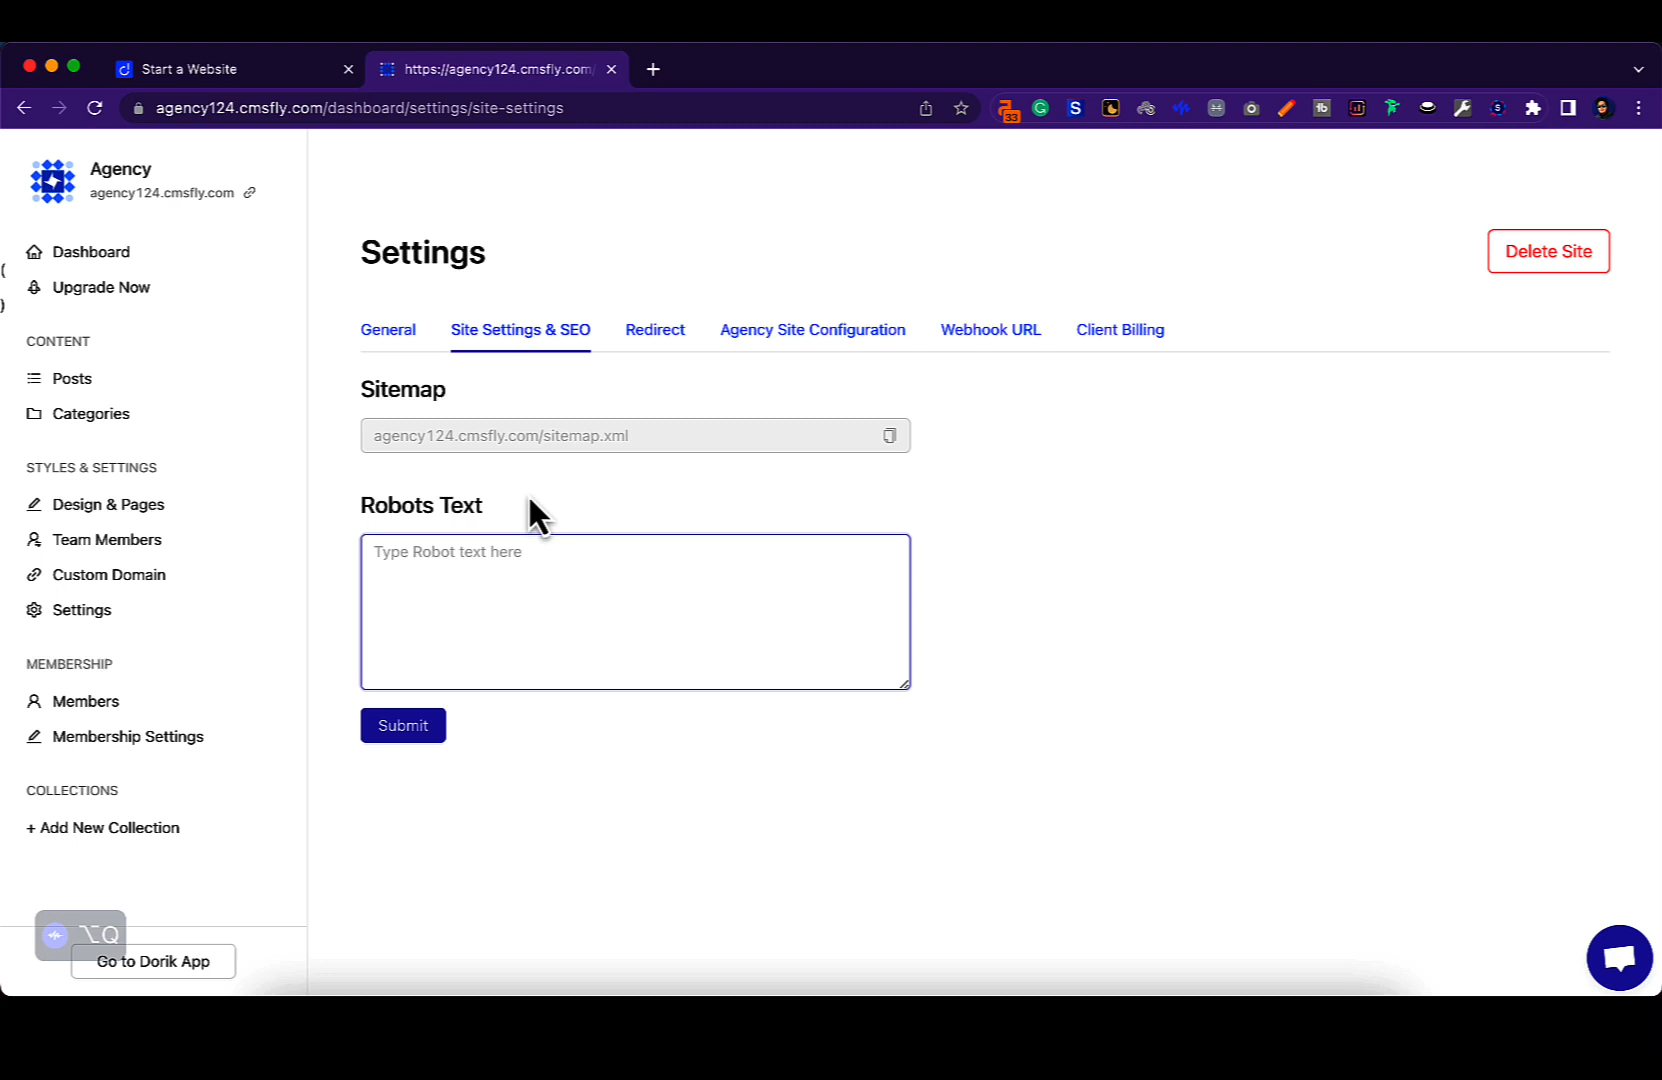 Start a Website
https://agency124.cmsfly.com/
agency124.cmsfly.com/dashboard/settings/site-settings
33
Agency
agency124.cmsfly.com
Dashboard
Upgrade Now
CONTENT
Posts
Categories
STYLES & SETTINGS
Design & Pages
Team Members
Custom Domain
Settings
MEMBERSHIP
Members
Membership Settings
COLLECTIONS
+ Add New Collection
⌥Q
Go to Dorik App
Settings
Delete Site
General
Site Settings & SEO
Redirect
Agency Site Configuration
Webhook URL
Client Billing
Sitemap
agency124.cmsfly.com/sitemap.xml
Robots Text
Type Robot text here
Submit